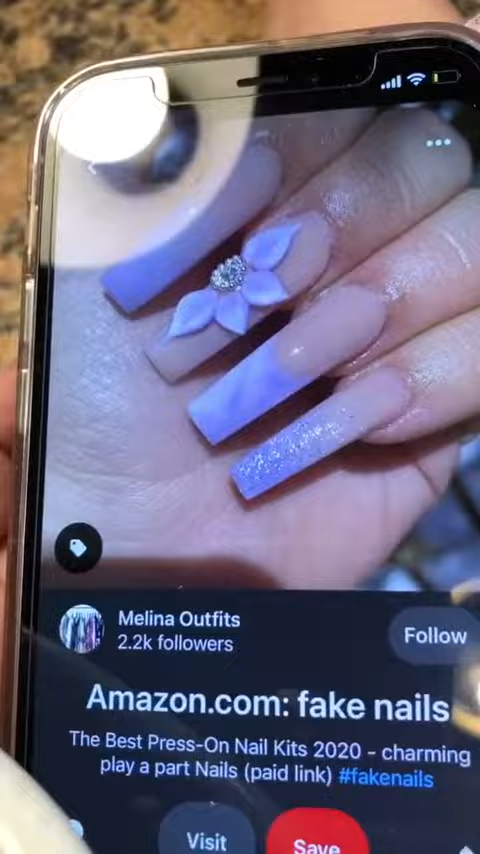 Melina Outfits
2.2k followers
Follow
Amazon.com: fake nails
The Best Press-On Nail Kits 2020 - charming
play a part Nails (paid link) #fakenails
Visit
Save